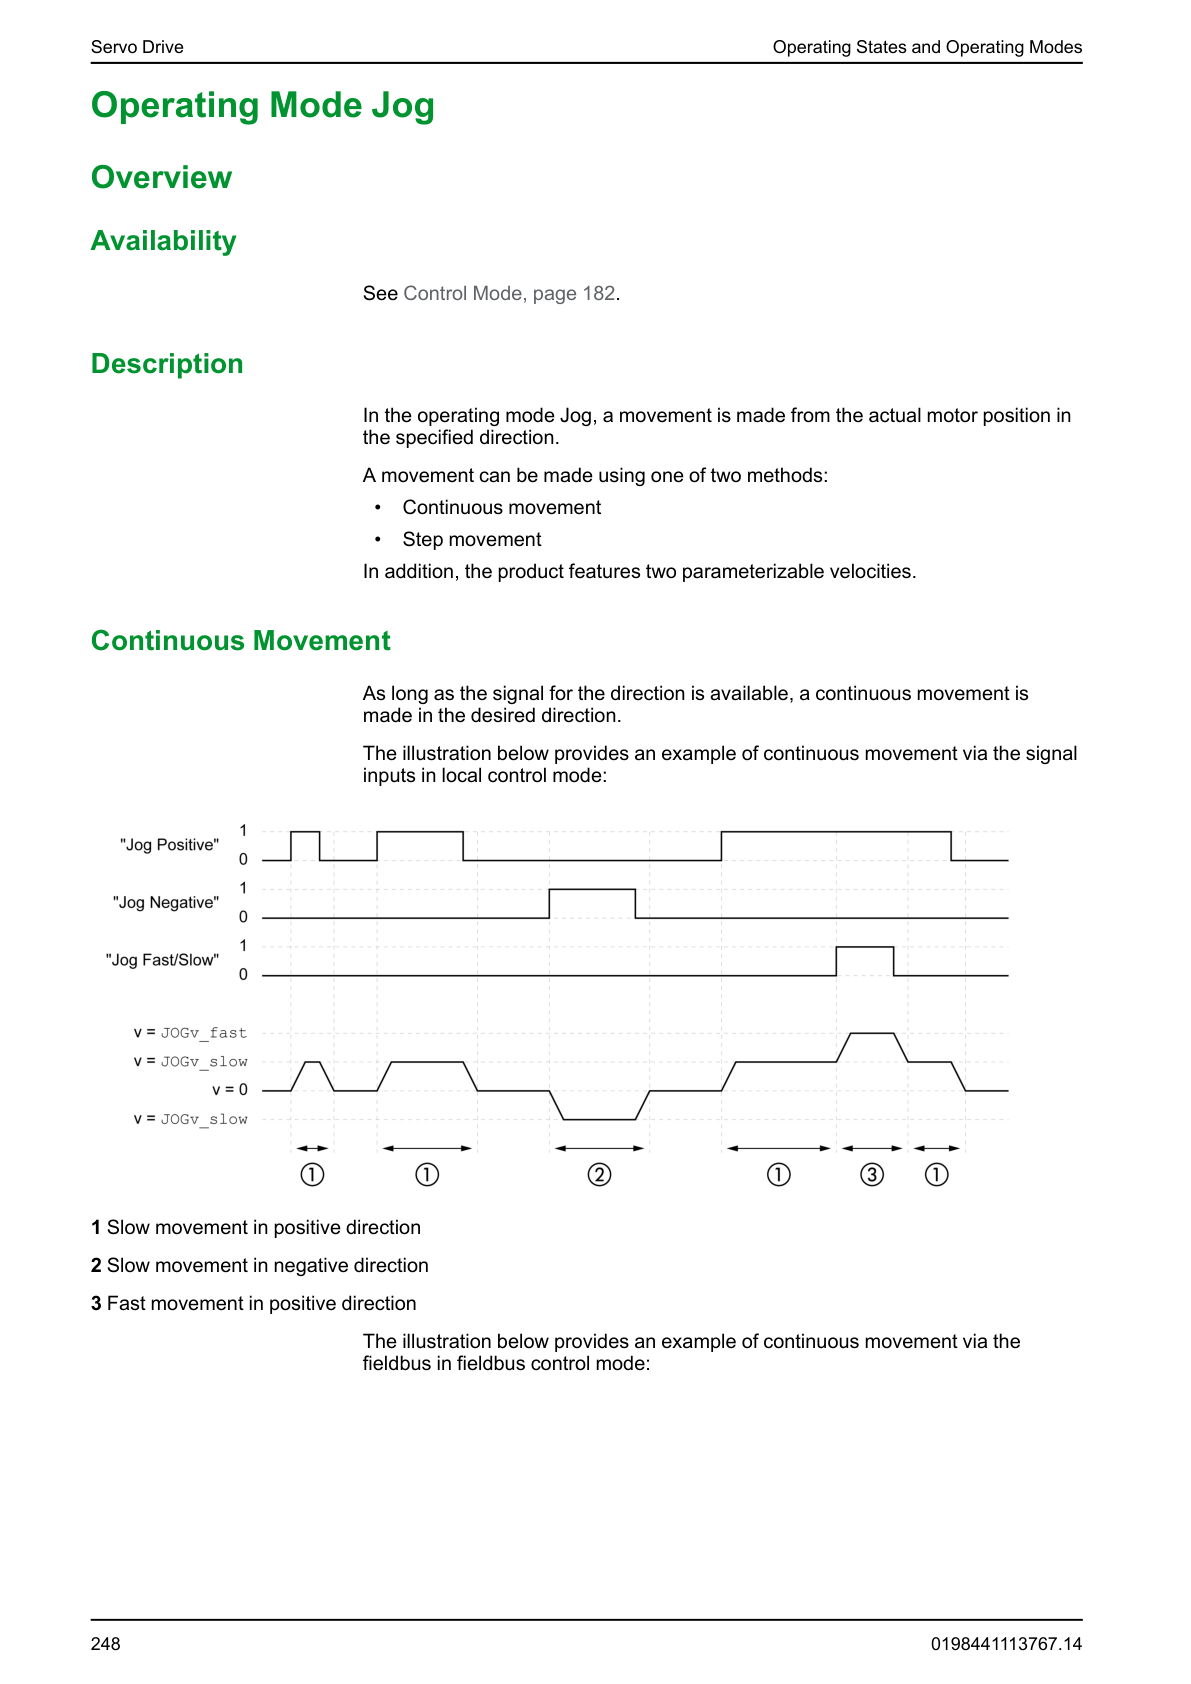 Servo Drive Operating States and Operating Modes
Operating Mode Jog
Overview
Availability
See Control Mode, page 182.
Description
In the operating mode Jog, a movement is made from the actual motor position in
the specified direction.
A movement can be made using one of two methods:
• Continuous movement
• Step movement
In addition, the product features two parameterizable velocities.
Continuous Movement
As long as the signal for the direction is available, a continuous movement is
made in the desired direction.
The illustration below provides an example of continuous movement via the signal
inputs in local control mode:
1
"Jog Positive"
0
1
"Jog Negative"
0
1
"Jog Fast/Slow"
0
v = JOGv_fast
v = JOGv_slow
v = 0
v = JOGv_slow
① ① ② ① ③ ①
1 Slow movement in positive direction
2 Slow movement in negative direction
3 Fast movement in positive direction
The illustration below provides an example of continuous movement via the
fieldbus in fieldbus control mode:
248 0198441113767.14